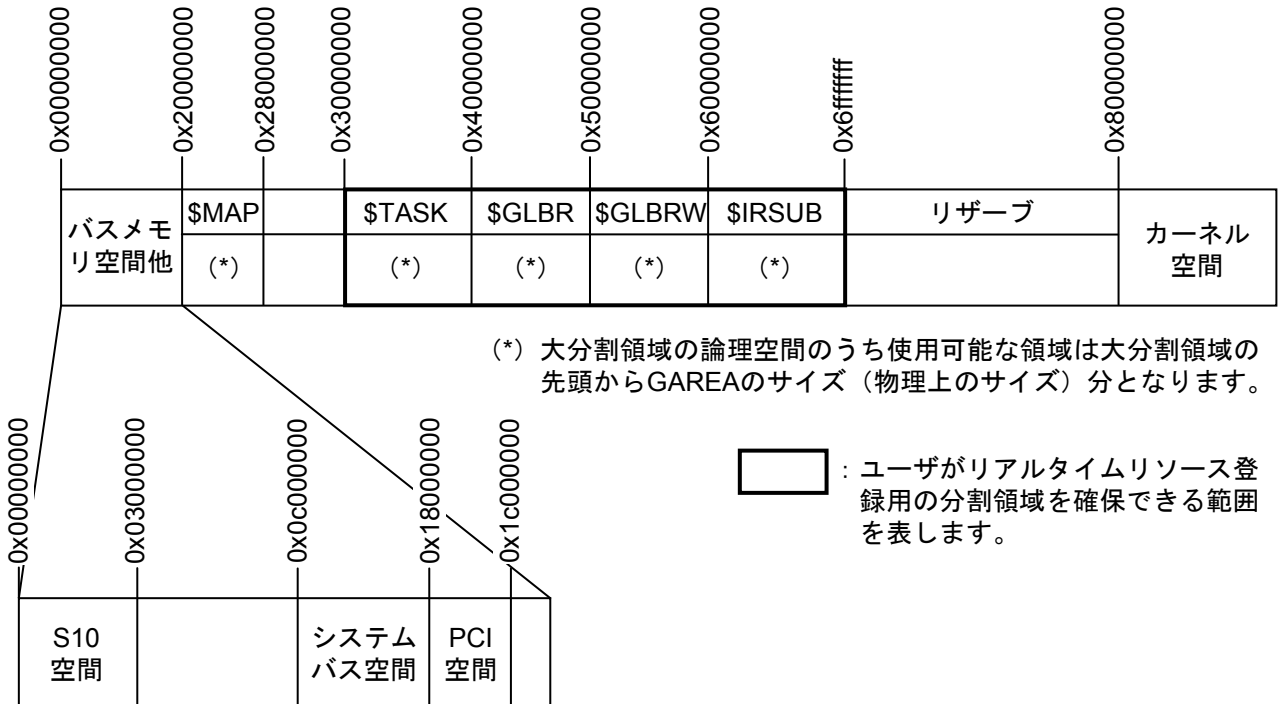 0x00000000
0x20000000
0x28000000
0x30000000
0x40000000
0x50000000
0x60000000
0x6fffffff
0x80000000
バスメモ
リ空間他
$MAP
(*)
$TASK
(*)
$GLBR
(*)
$GLBRW
(*)
$IRSUB
(*)
リザーブ
カーネル
空間
(*) 大分割領域の論理空間のうち使用可能な領域は大分割領域の
先頭からGAREAのサイズ(物理上のサイズ)分となります。
:ユーザがリアルタイムリソース登
録用の分割領域を確保できる範囲
を表します。
0x00000000
0x03000000
0x0c000000
0x18000000
0x1c000000
S10
空間
システム
バス空間
PCI
空間